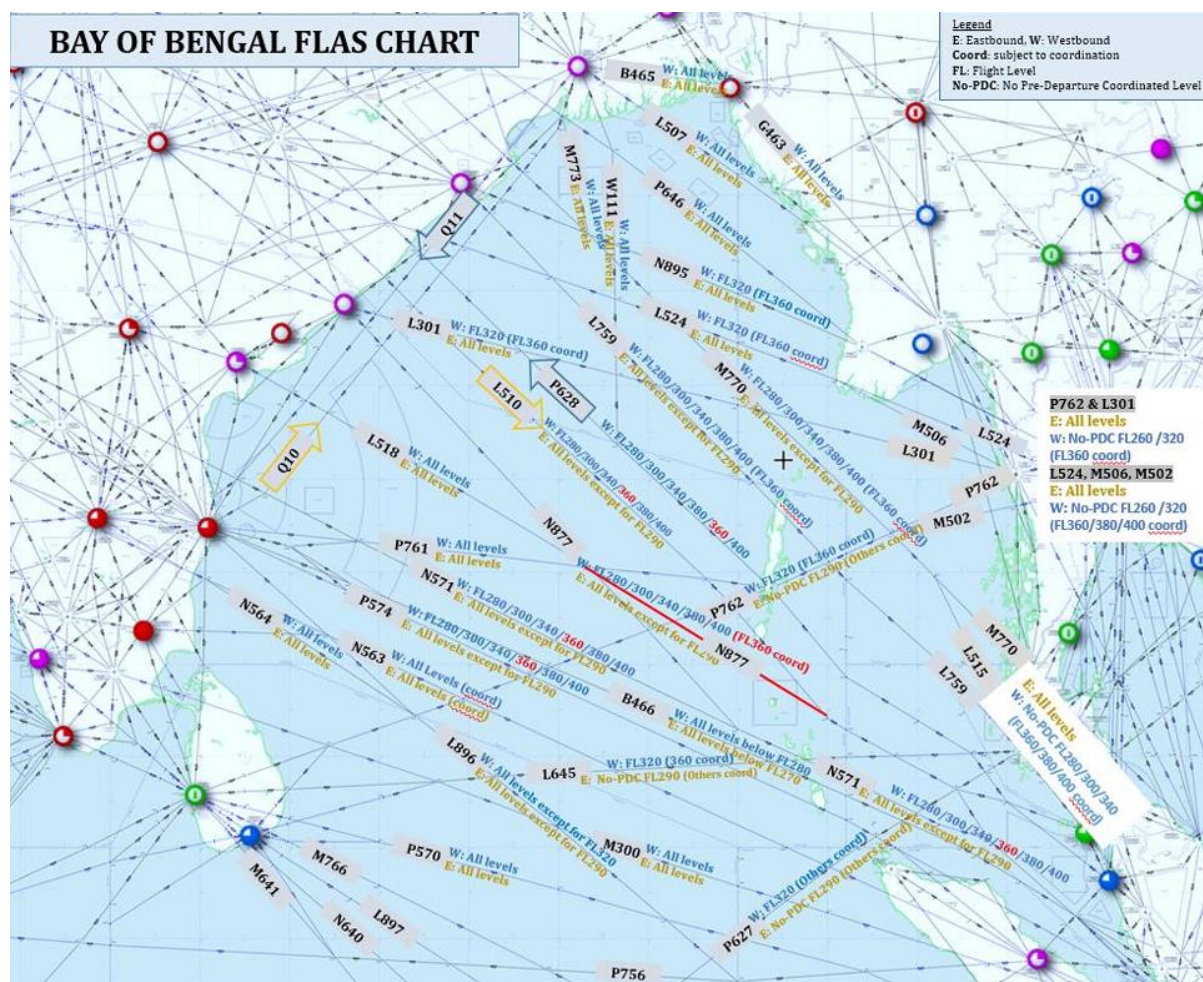 BAY OF BENGAL FLAS CHART
Legend
E: Eastbound, W: Westbound
Coord: subject to coordination
FL: Flight Level
No-PDC: No Pre-Departure Coordinated Level
B465
W: All levels
E: All levels
G463
W: All levels
E: All levels
L507
W: All levels
E: All levels
M773
W: All levels
E: All levels
W111
W: All levels
E: All levels
P646
W: All levels
E: All levels
Q11
N895
W: FL320 (FL360 coord)
E: All levels
L524
W: FL320 (FL360 coord)
E: All levels
L301
W: FL320 (FL360 coord)
E: All levels
L759
W: FL280/300/340/380/400 (FL360 coord)
E: All levels except for FL290
M770
W: FL280/300/340/380/400 (FL360 coord)
E: All levels except for FL290
L510
W: FL280/300/340/360/380/400
E: All levels except for FL290
P628
W: FL280/300/340/380/360/400
Q10
L518
W: All levels
E: All levels
M506
L301
L524
P762
M502
P762 & L301
E: All levels
W: No-PDC FL260 /320
(FL360 coord)
L524, M506, M502
E: All levels
W: No-PDC FL260 /320
(FL360/380/400 coord)
N877
W: FL280/300/340/380/400 (FL360 coord)
E: All levels except for FL290
N877
P761
W: All levels
E: All levels
N571
W: FL280/300/340/360/380/400
E: All levels except for FL290
P762
W: FL320 (FL360 coord)
E: No-PDC FL290 (Others coord)
N564
W: All levels
E: All levels
P574
W: FL280/300/340/360/380/400
E: All levels except for FL290
N563
W: All Levels (coord)
E: All levels (coord)
B466
W: All levels below FL280
E: All levels below FL270
M770
L515
L759
E: All levels
W: No-PDC FL280/300/340
(FL360/380/400 coord)
L896
W: All levels except for FL320
E: All levels except for FL290
L645
W: FL320 (360 coord)
E: No-PDC FL290 (Others coord)
N571
W: FL280/300/340/360/380/400
E: All levels except for FL290
M300
W: All levels
E: All levels
P570
W: All levels
E: All levels
M766
M641
N640
L897
P627
W: FL320 (Others coord)
E: No-PDC FL290 (Others coord)
P756